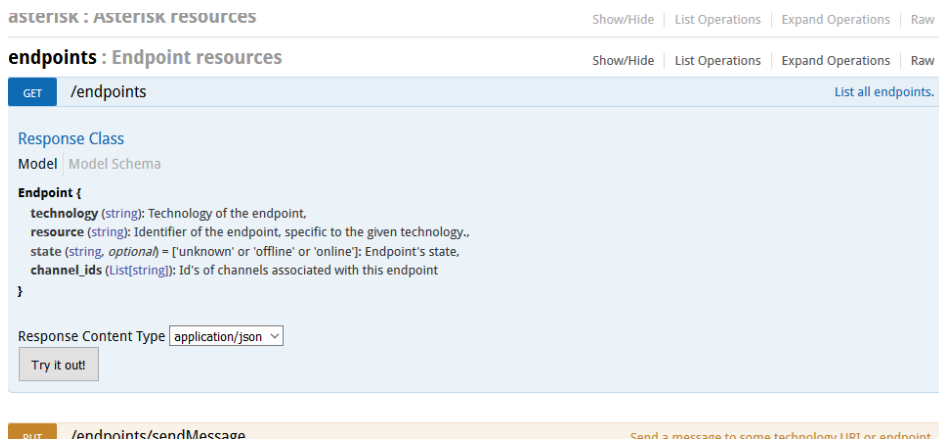 asterisk : Asterisk resources Show/Hide List Operations Expand Operations Raw
endpoints : Endpoint resources Show/Hide List Operations Expand Operations Raw
GET /endpoints List all endpoints.
Response Class
Model Model Schema
Endpoint {
technology (string): Technology of the endpoint,
resource (string): Identifier of the endpoint, specific to the given technology.,
state (string, optional) = ['unknown' or 'offline' or 'online']: Endpoint's state,
channel_ids (List[string]): Id's of channels associated with this endpoint
}
Response Content Type application/json
Try it out!
PUT /endpoints/sendMessage Send a message to some technology URI or endpoint.